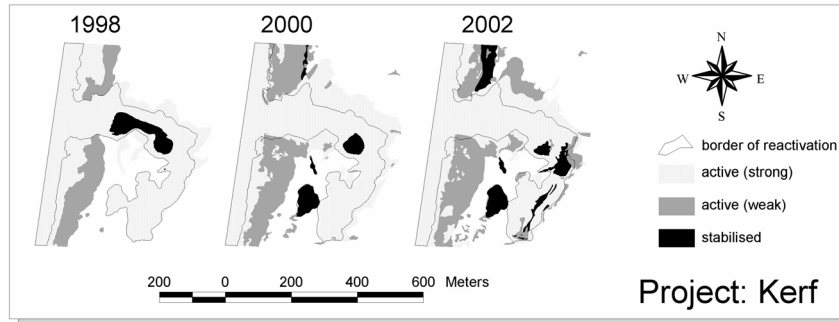 1998
2000
2002
N
W E
S
border of reactivation
active (strong)
active (weak)
stabilised
200 0 200 400 600 Meters
Project: Kerf